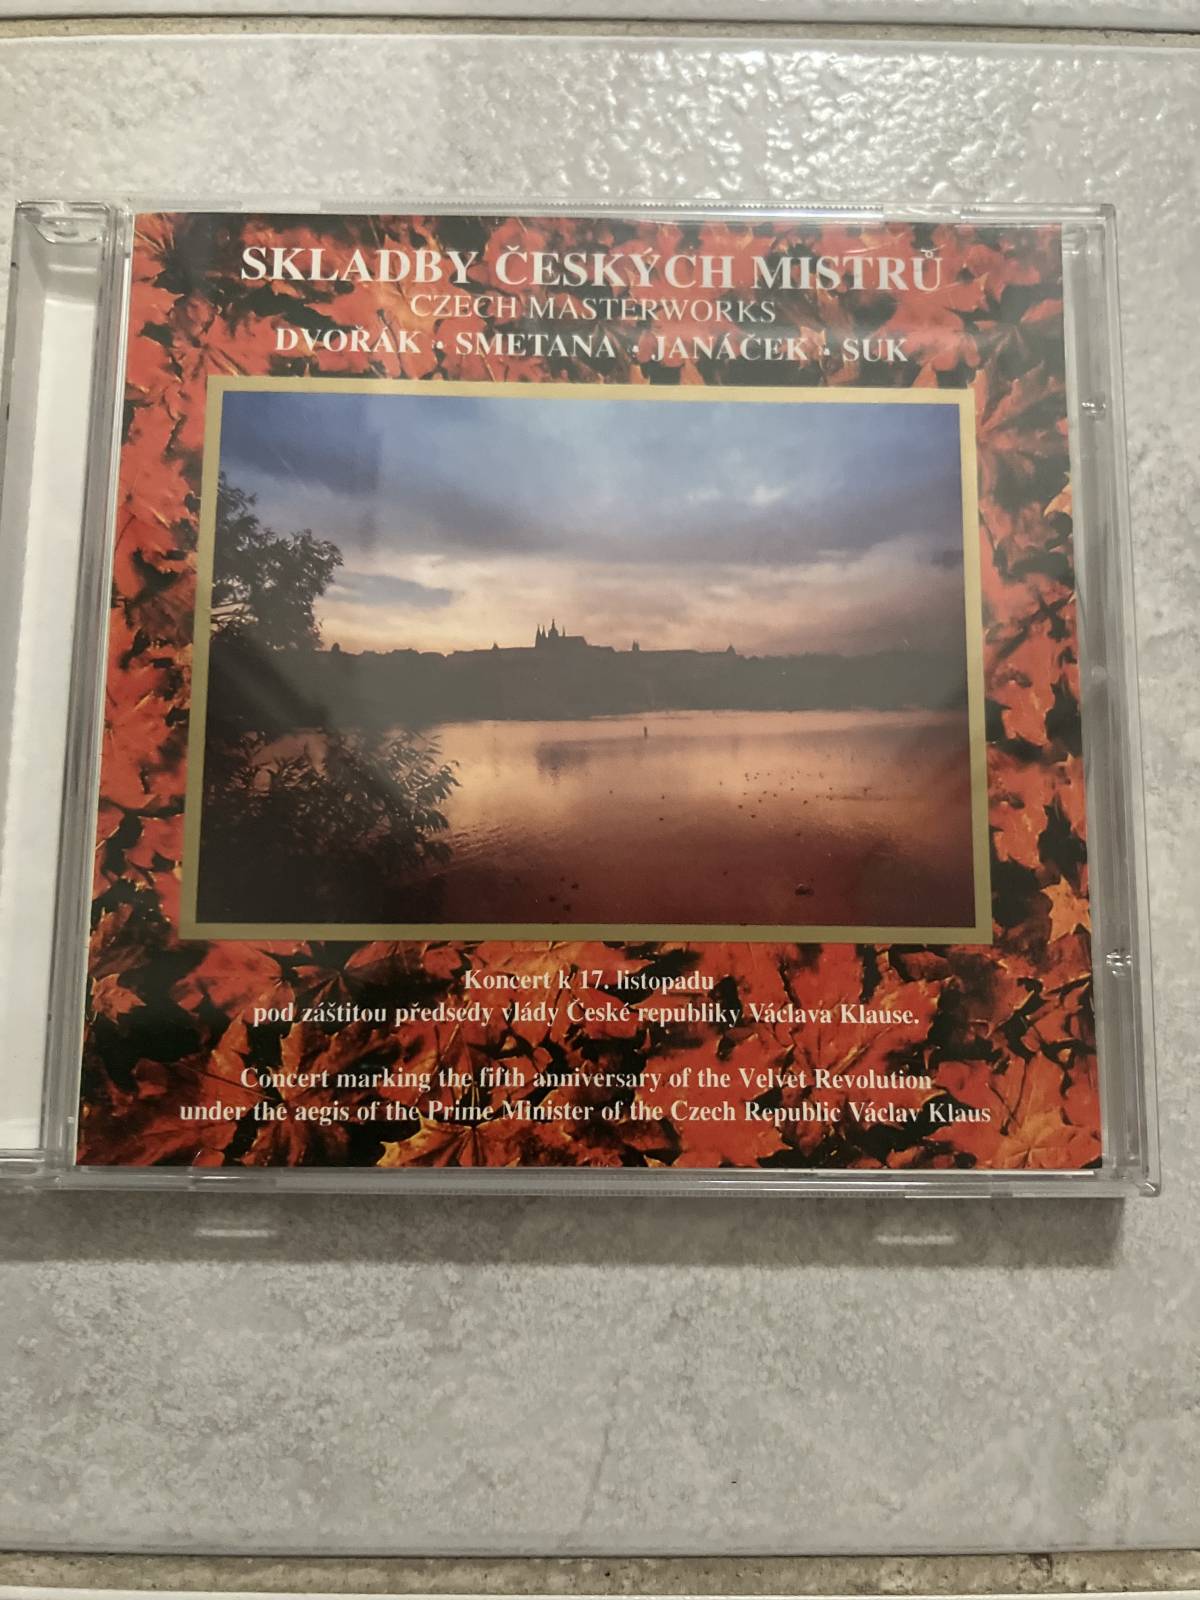 SKLADBY ČESKÝCH MISTRŮ
CZECH MASTERWORKS
DVOŘÁK • SMETANA • JANÁČEK • SUK
Koncert k 17. listopadu
pod záštitou předsedy vlády České republiky Václava Klause.
Concert marking the fifth anniversary of the Velvet Revolution
under the aegis of the Prime Minister of the Czech Republic Václav Klaus